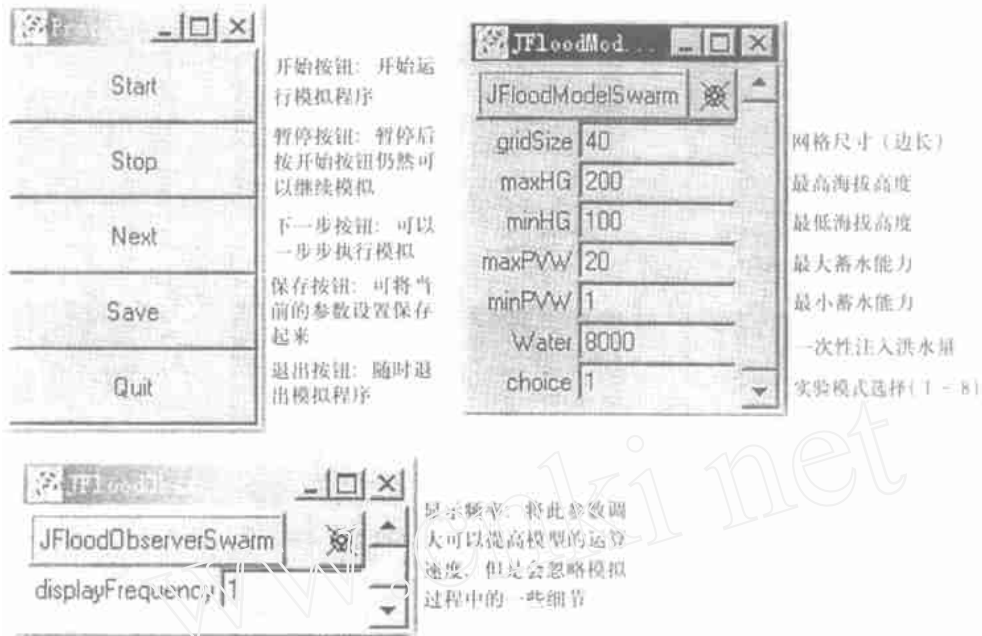 Start
开始按钮: 开始运
行模拟程序
Stop
暂停按钮: 暂停后
按开始按钮仍然可
以继续模拟
Next
下一步按钮: 可以
一步步执行模拟
Save
保存按钮: 可将当
前的参数设置保存
起来
Quit
退出按钮: 随时退
出模拟程序
JFloodMod...
JFloodModelSwarm
gridSize 40 网格尺寸（边长）
maxHG 200 最高海拔高度
minHG 100 最低海拔高度
maxPVW 20 最大蓄水能力
minPVW 1 最小蓄水能力
Water 8000 一次性注入洪水量
choice 1 实验模式选择(1-8)
JFloodObserverSwarm
displayFrequency 1
显示频率: 将此参数调
大可以提高模型的运算
速度, 但是会忽略模拟
过程中的一些细节